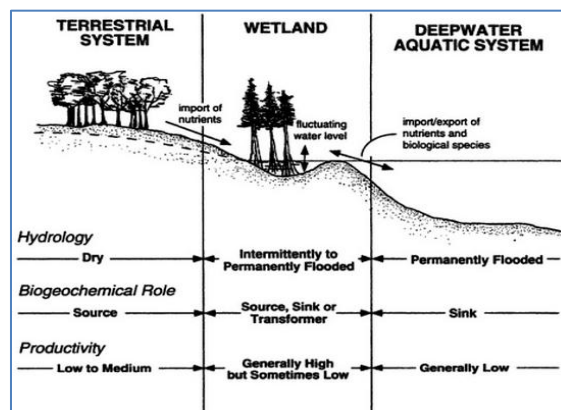 TERRESTRIAL
SYSTEM
WETLAND
DEEPWATER
AQUATIC SYSTEM
import of
nutrients
fluctuating
water level
import/export of
nutrients and
biological species
Hydrology
Dry
Intermittently to
Permanently Flooded
Permanently Flooded
Biogeochemical Role
Source
Source, Sink or
Transformer
Sink
Productivity
Low to Medium
Generally High
but Sometimes Low
Generally Low